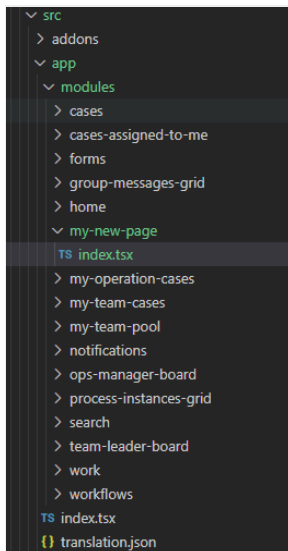 src
addons
app
modules
cases
cases-assigned-to-me
forms
group-messages-grid
home
my-new-page
TS index.tsx
my-operation-cases
my-team-cases
my-team-pool
notifications
ops-manager-board
process-instances-grid
search
team-leader-board
work
workflows
TS index.tsx
{} translation.json